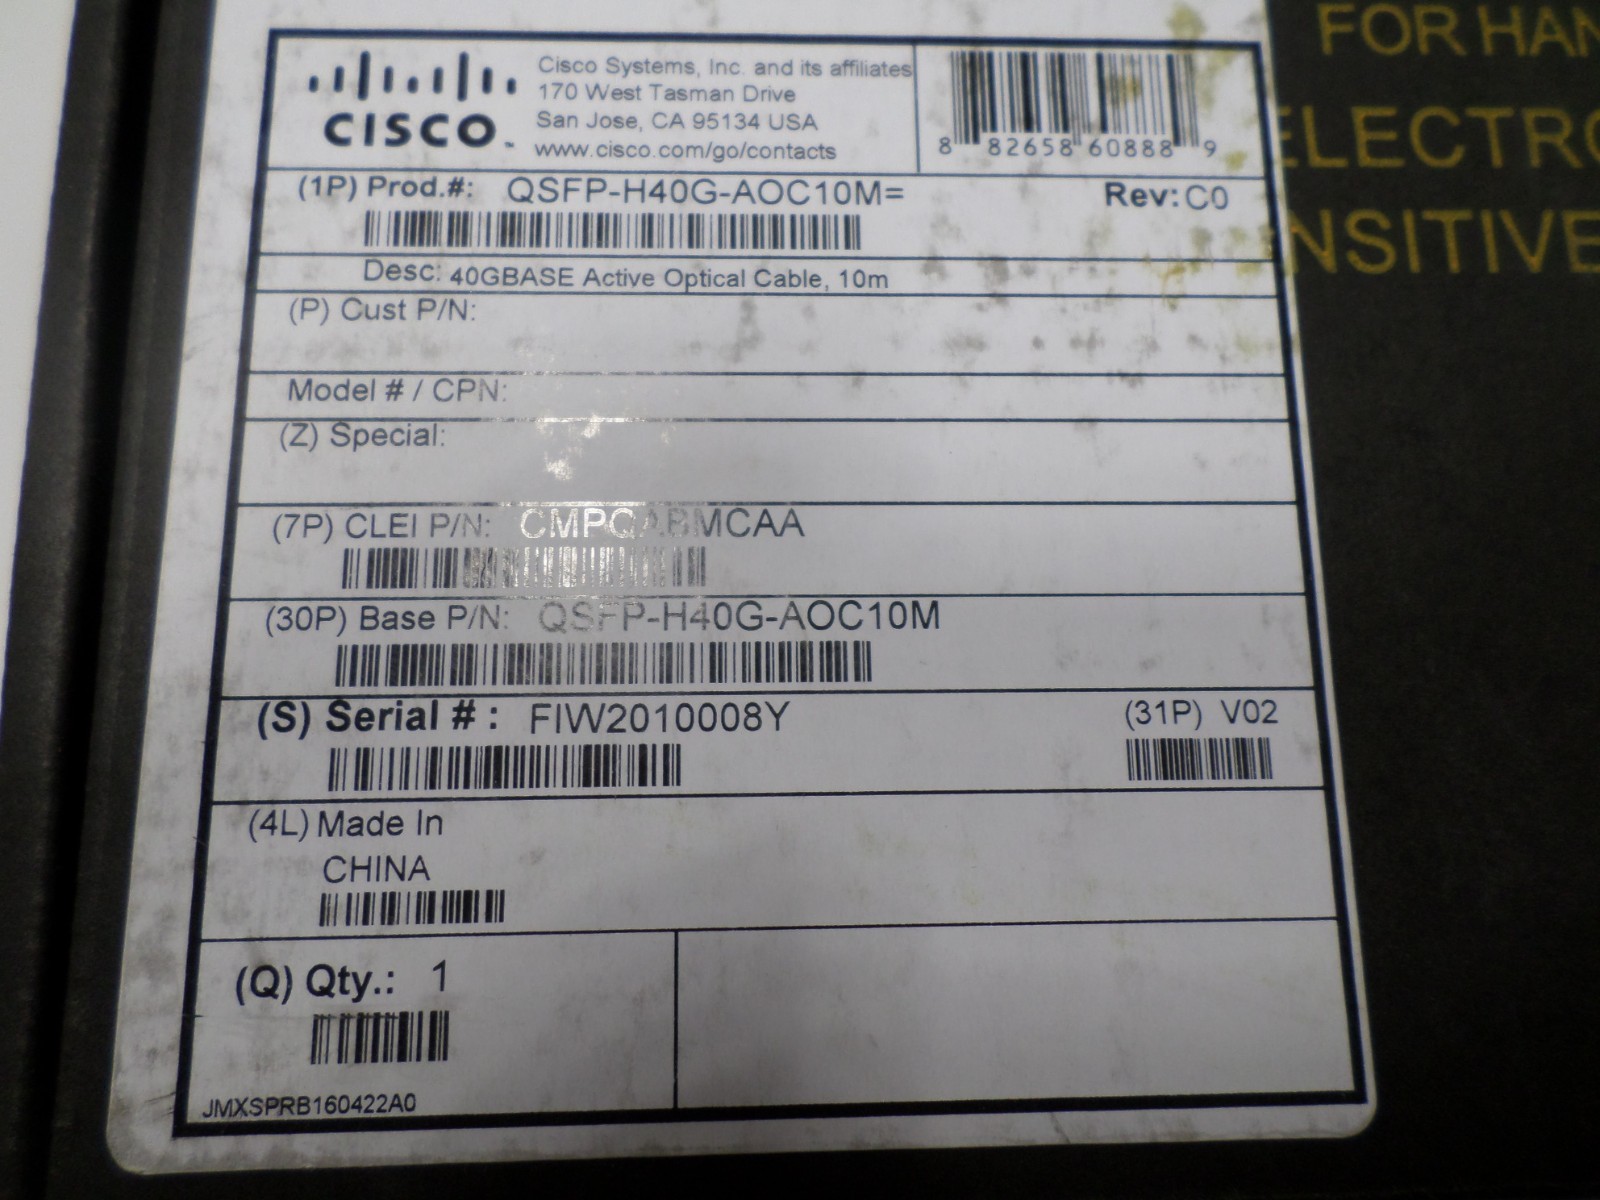 CISCO
Cisco Systems, Inc. and its affiliates
170 West Tasman Drive
San Jose, CA 95134 USA
www.cisco.com/go/contacts
8 82658 60888 9
(1P) Prod.#: QSFP-H40G-AOC10M= Rev:C0
Desc: 40GBASE Active Optical Cable, 10m
(P) Cust P/N:
Model # / CPN:
(Z) Special:
(7P) CLEI P/N: CMPQABMCAA
(30P) Base P/N: QSFP-H40G-AOC10M
(S) Serial #: FIW2010008Y (31P) V02
(4L) Made In
CHINA
(Q) Qty.: 1
JMXSPRB160422A0
FOR HAN
ELECTRO
NSITIVE